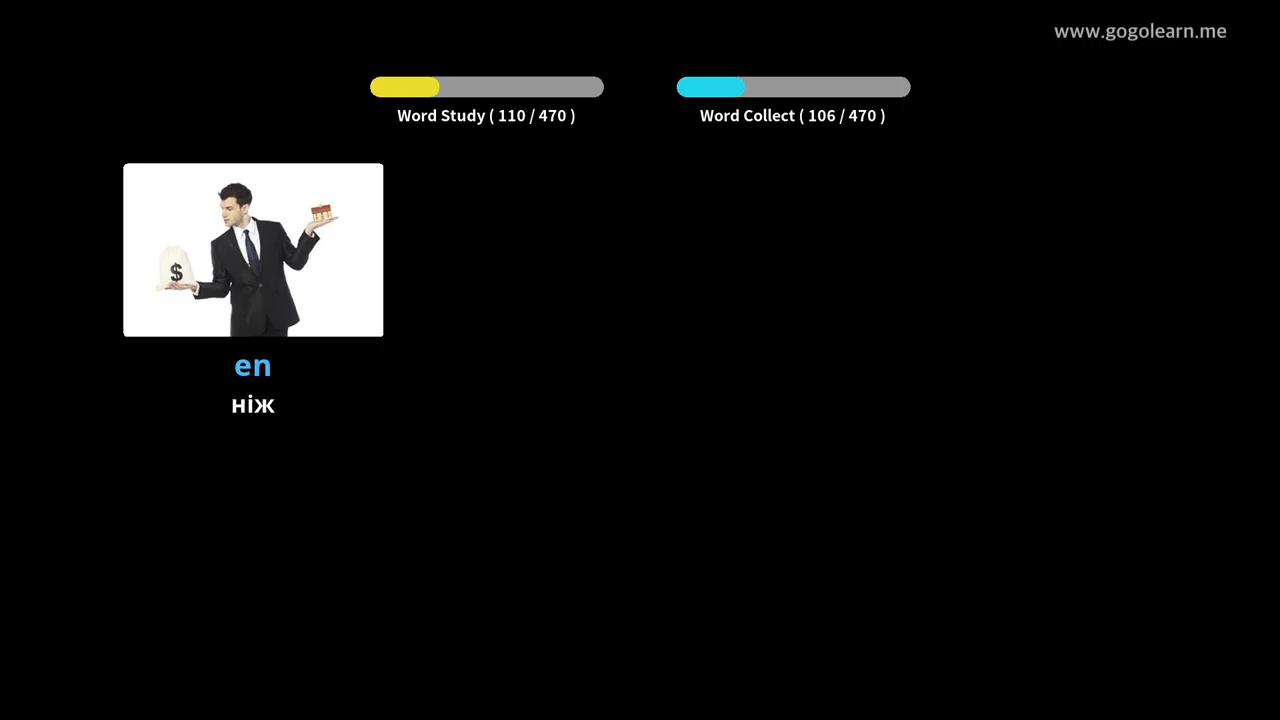 www.gogolearn.me
Word Study ( 110 / 470 )
Word Collect ( 106 / 470 )
$
en
ніж